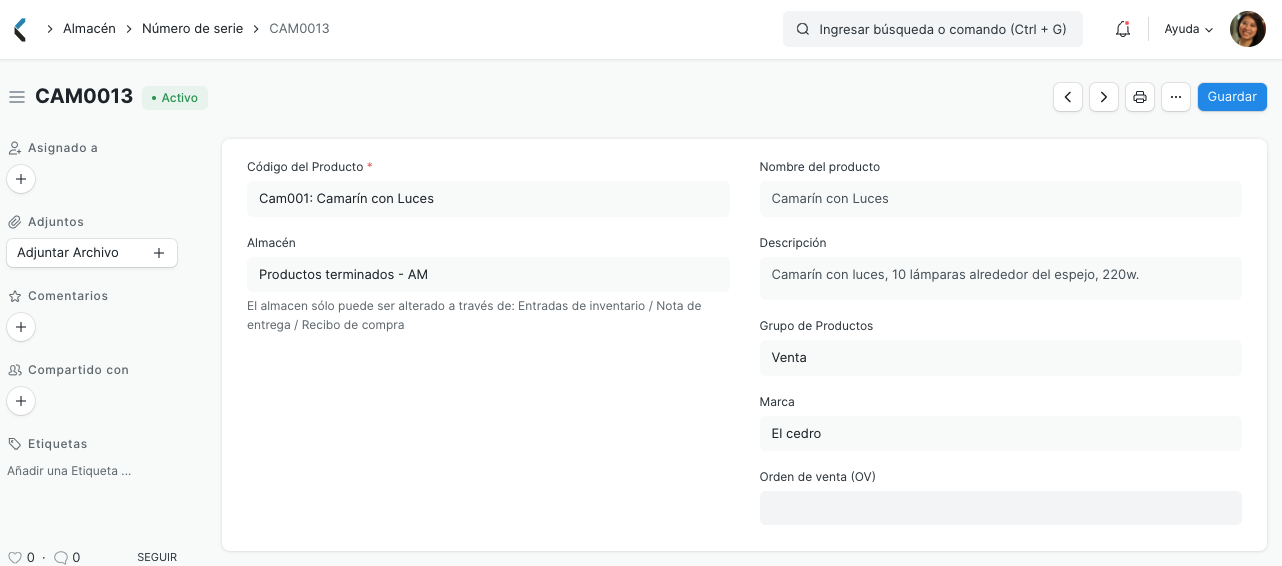 Almacén
Número de serie
CAM0013
Ingresar búsqueda o comando (Ctrl + G)
Ayuda
CAM0013
Activo
Guardar
Asignado a
Adjuntos
Adjuntar Archivo
Comentarios
Compartido con
Etiquetas
Añadir una Etiqueta ...
0 · 0
SEGUIR
Código del Producto *
Cam001: Camarín con Luces
Almacén
Productos terminados - AM
El almacen sólo puede ser alterado a través de: Entradas de inventario / Nota de
entrega / Recibo de compra
Nombre del producto
Camarín con Luces
Descripción
Camarín con luces, 10 lámparas alrededor del espejo, 220w.
Grupo de Productos
Venta
Marca
El cedro
Orden de venta (OV)